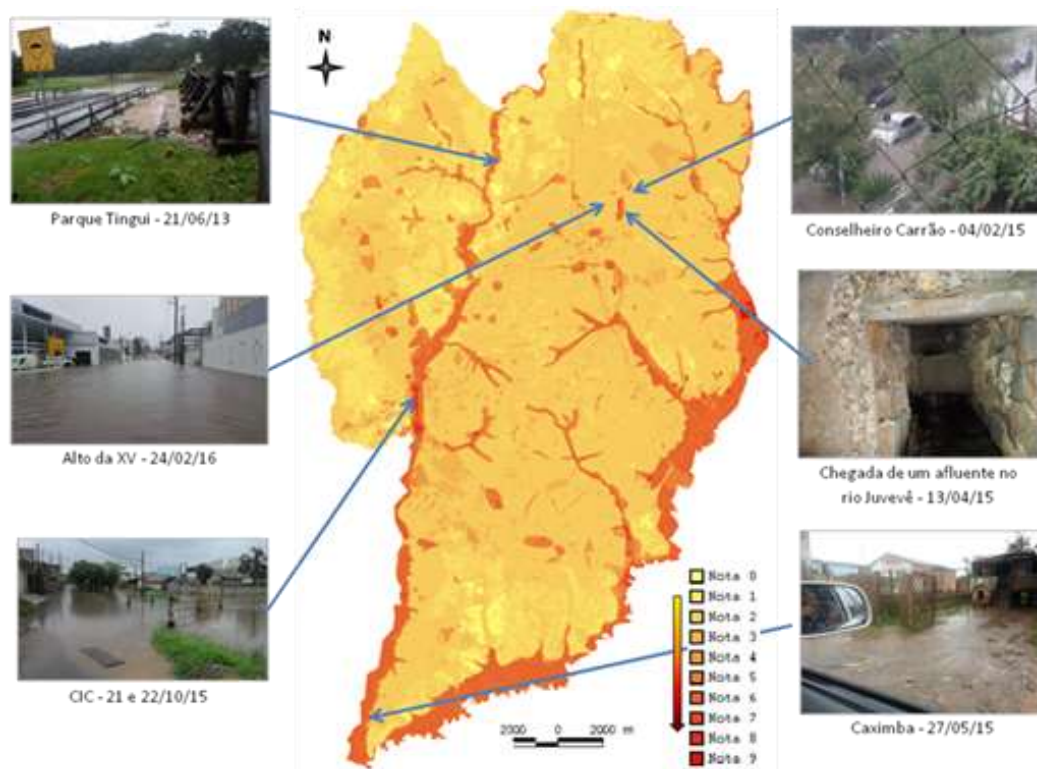 N
Parque Tingui - 21/06/13
Conselheiro Carrão - 04/02/15
Alto da XV - 24/02/16
Chegada de um afluente no
rio Juvevê - 13/04/15
CIC - 21 e 22/10/15
Caximba - 27/05/15
Nota 0
Nota 1
Nota 2
Nota 3
Nota 4
Nota 5
Nota 6
Nota 7
Nota 8
Nota 9
2000 0 2000 m